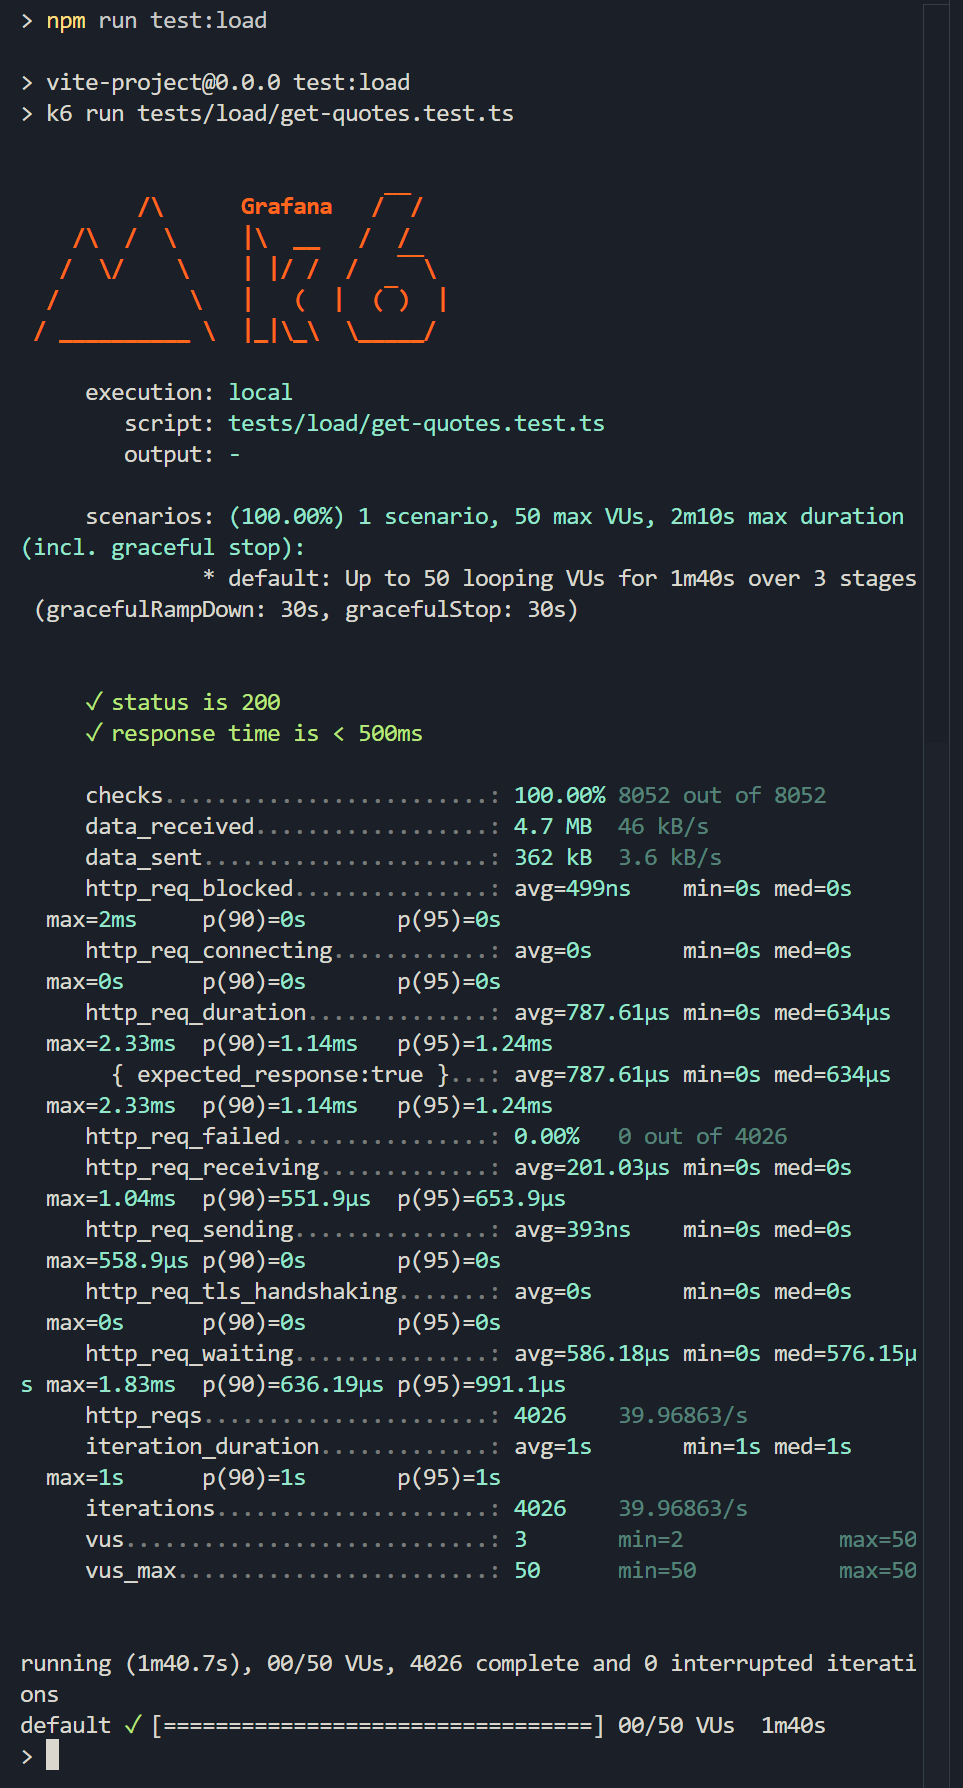 > npm run test:load
> vite-project@0.0.0 test:load
> k6 run tests/load/get-quotes.test.ts
Grafana
execution: local
script: tests/load/get-quotes.test.ts
output: -
scenarios: (100.00%) 1 scenario, 50 max VUs, 2m10s max duration
(incl. graceful stop):
* default: Up to 50 looping VUs for 1m40s over 3 stages
(gracefulRampDown: 30s, gracefulStop: 30s)
✓ status is 200
✓ response time is < 500ms
checks.........................: 100.00% 8052 out of 8052
data_received..................: 4.7 MB 46 kB/s
data_sent......................: 362 kB 3.6 kB/s
http_req_blocked...............: avg=499ns min=0s med=0s
max=2ms p(90)=0s p(95)=0s
http_req_connecting............: avg=0s min=0s med=0s
max=0s p(90)=0s p(95)=0s
http_req_duration..............: avg=787.61µs min=0s med=634µs
max=2.33ms p(90)=1.14ms p(95)=1.24ms
{ expected_response:true }...: avg=787.61µs min=0s med=634µs
max=2.33ms p(90)=1.14ms p(95)=1.24ms
http_req_failed................: 0.00% 0 out of 4026
http_req_receiving.............: avg=201.03µs min=0s med=0s
max=1.04ms p(90)=551.9µs p(95)=653.9µs
http_req_sending...............: avg=393ns min=0s med=0s
max=558.9µs p(90)=0s p(95)=0s
http_req_tls_handshaking.......: avg=0s min=0s med=0s
max=0s p(90)=0s p(95)=0s
http_req_waiting...............: avg=586.18µs min=0s med=576.15µ
s max=1.83ms p(90)=636.19µs p(95)=991.1µs
http_reqs......................: 4026 39.96863/s
iteration_duration.............: avg=1s min=1s med=1s
max=1s p(90)=1s p(95)=1s
iterations.....................: 4026 39.96863/s
vus............................: 3 min=2 max=50
vus_max........................: 50 min=50 max=50
running (1m40.7s), 00/50 VUs, 4026 complete and 0 interrupted iterati
ons
default ✓ [=================================] 00/50 VUs 1m40s
>